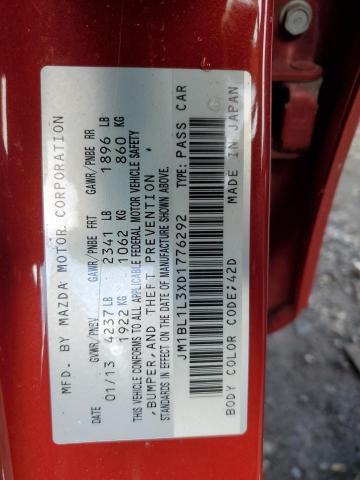 MFD. BY MAZDA MOTOR CORPORATION
GVWR/PNBV GAWR/PNBE FRT GAWR/PNBE RR
DATE 01/13 4237 LB 2341 LB 1896 LB
1922 KG 1062 KG 860 KG
THIS VEHICLE CONFORMS TO ALL APPLICABLE FEDERAL MOTOR VEHICLE SAFETY
,BUMPER, AND THEFT PREVENTION
STANDARDS IN EFFECT ON THE DATE OF MANUFACTURE SHOWN ABOVE.
JM1BL1L3XD1776292 TYPE: PASS CAR
BODY COLOR CODE:42D MADE IN JAPAN